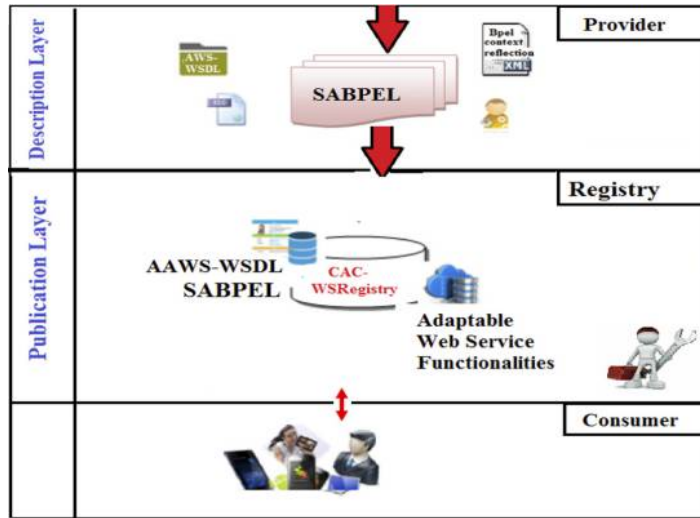 Description Layer
Provider
AWS-
WSDL
SABPEL
Bpel
context
reflection
XML
Publication Layer
Registry
AAWS-WSDL
SABPEL
CAC-
WSRegistry
Adaptable
Web Service
Functionalities
Consumer